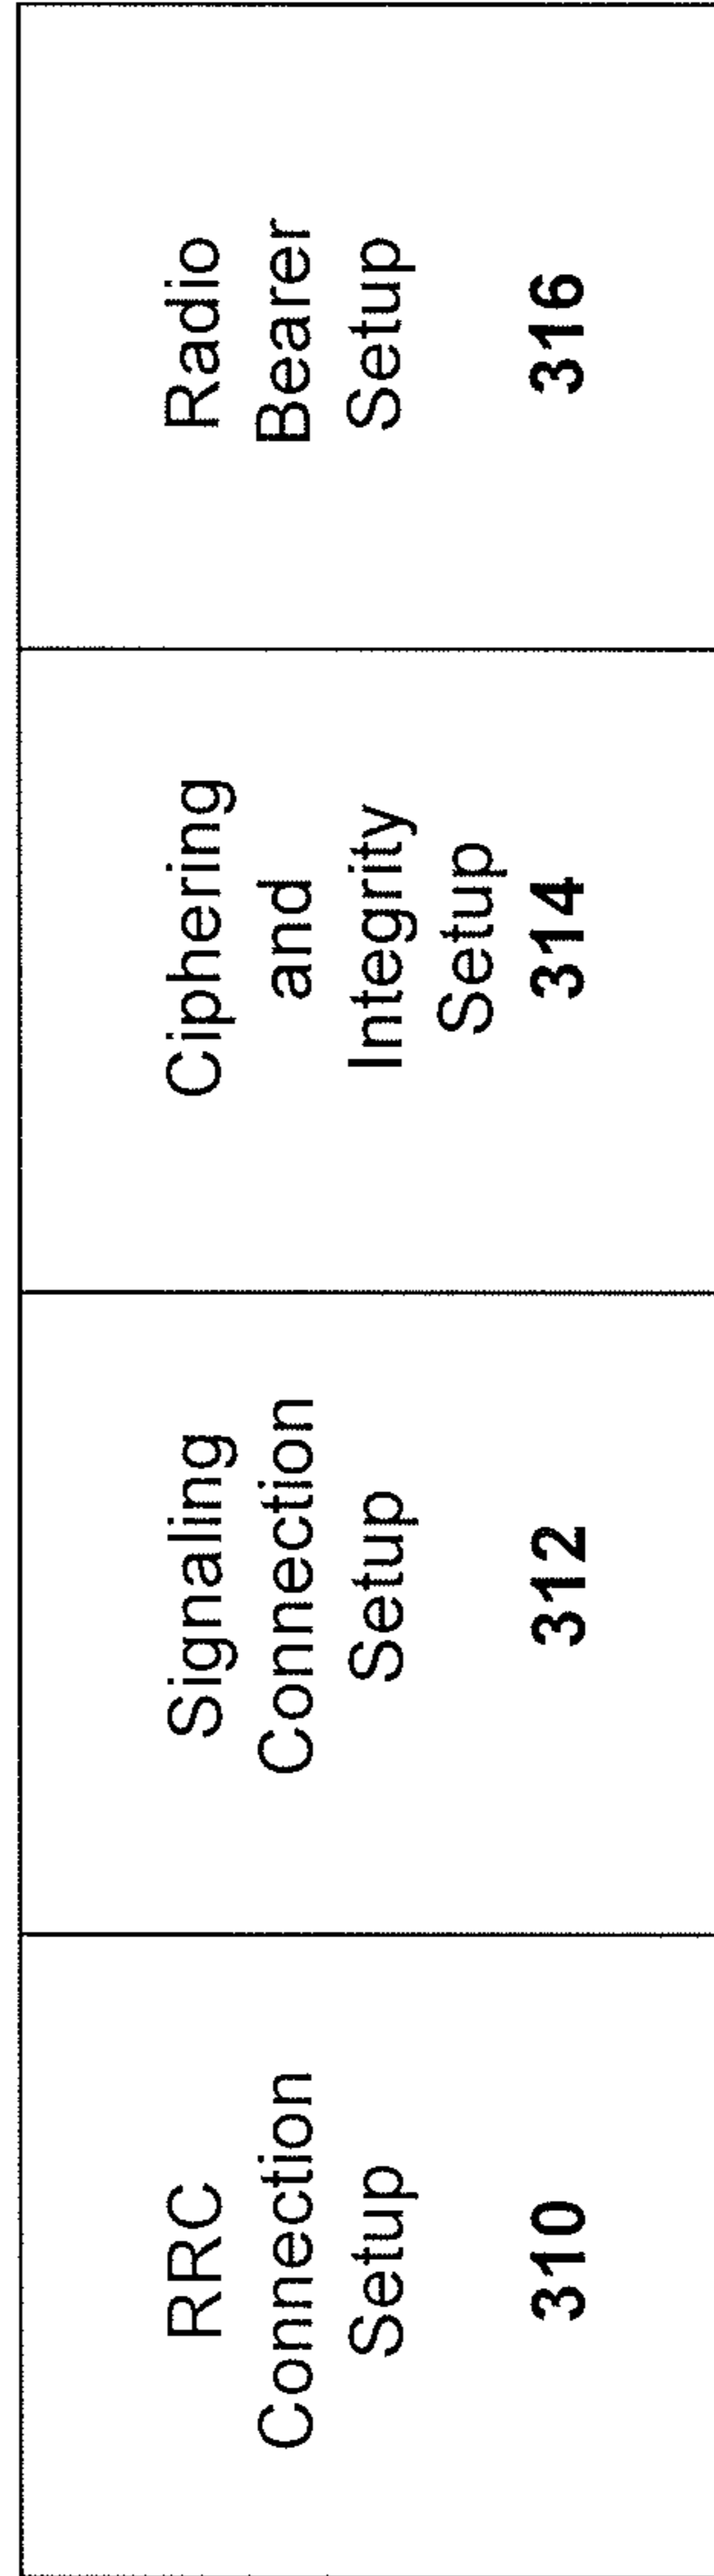 RRC
Connection
Setup
310
Signaling
Connection
Setup
312
Ciphering
and
Integrity
Setup
314
Radio
Bearer
Setup
316